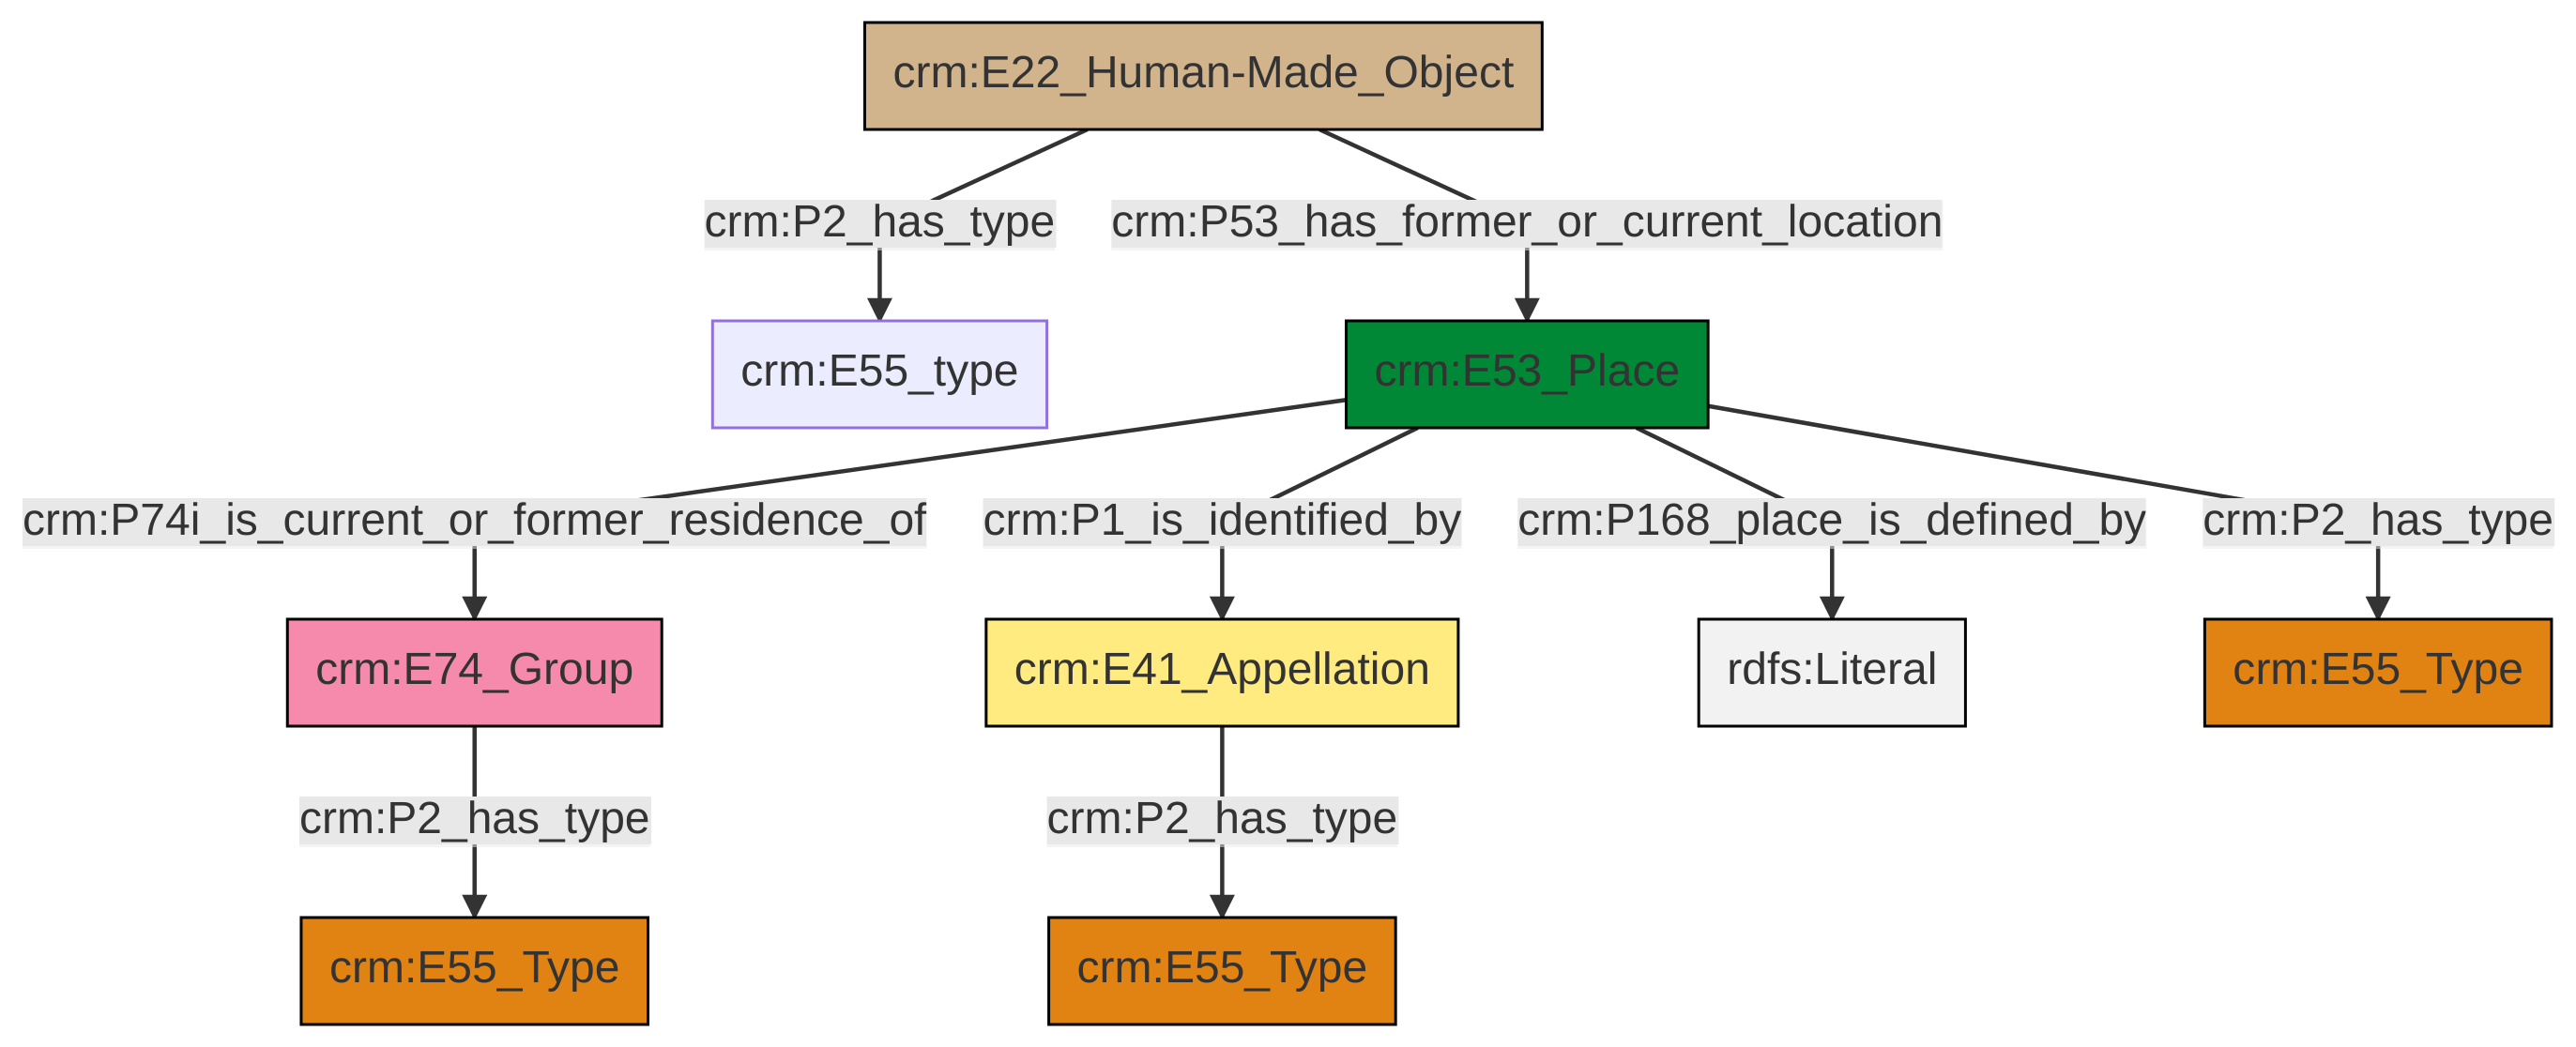 crm:E22_Human-Made_Object
crm:P2_has_type
crm:P53_has_former_or_current_location
crm:E55_type
crm:E53_Place
crm:P74i_is_current_or_former_residence_of
crm:P1_is_identified_by
crm:P168_place_is_defined_by
crm:P2_has_type
crm:E74_Group
crm:E41_Appellation
rdfs:Literal
crm:E55_Type
crm:P2_has_type
crm:P2_has_type
crm:E55_Type
crm:E55_Type